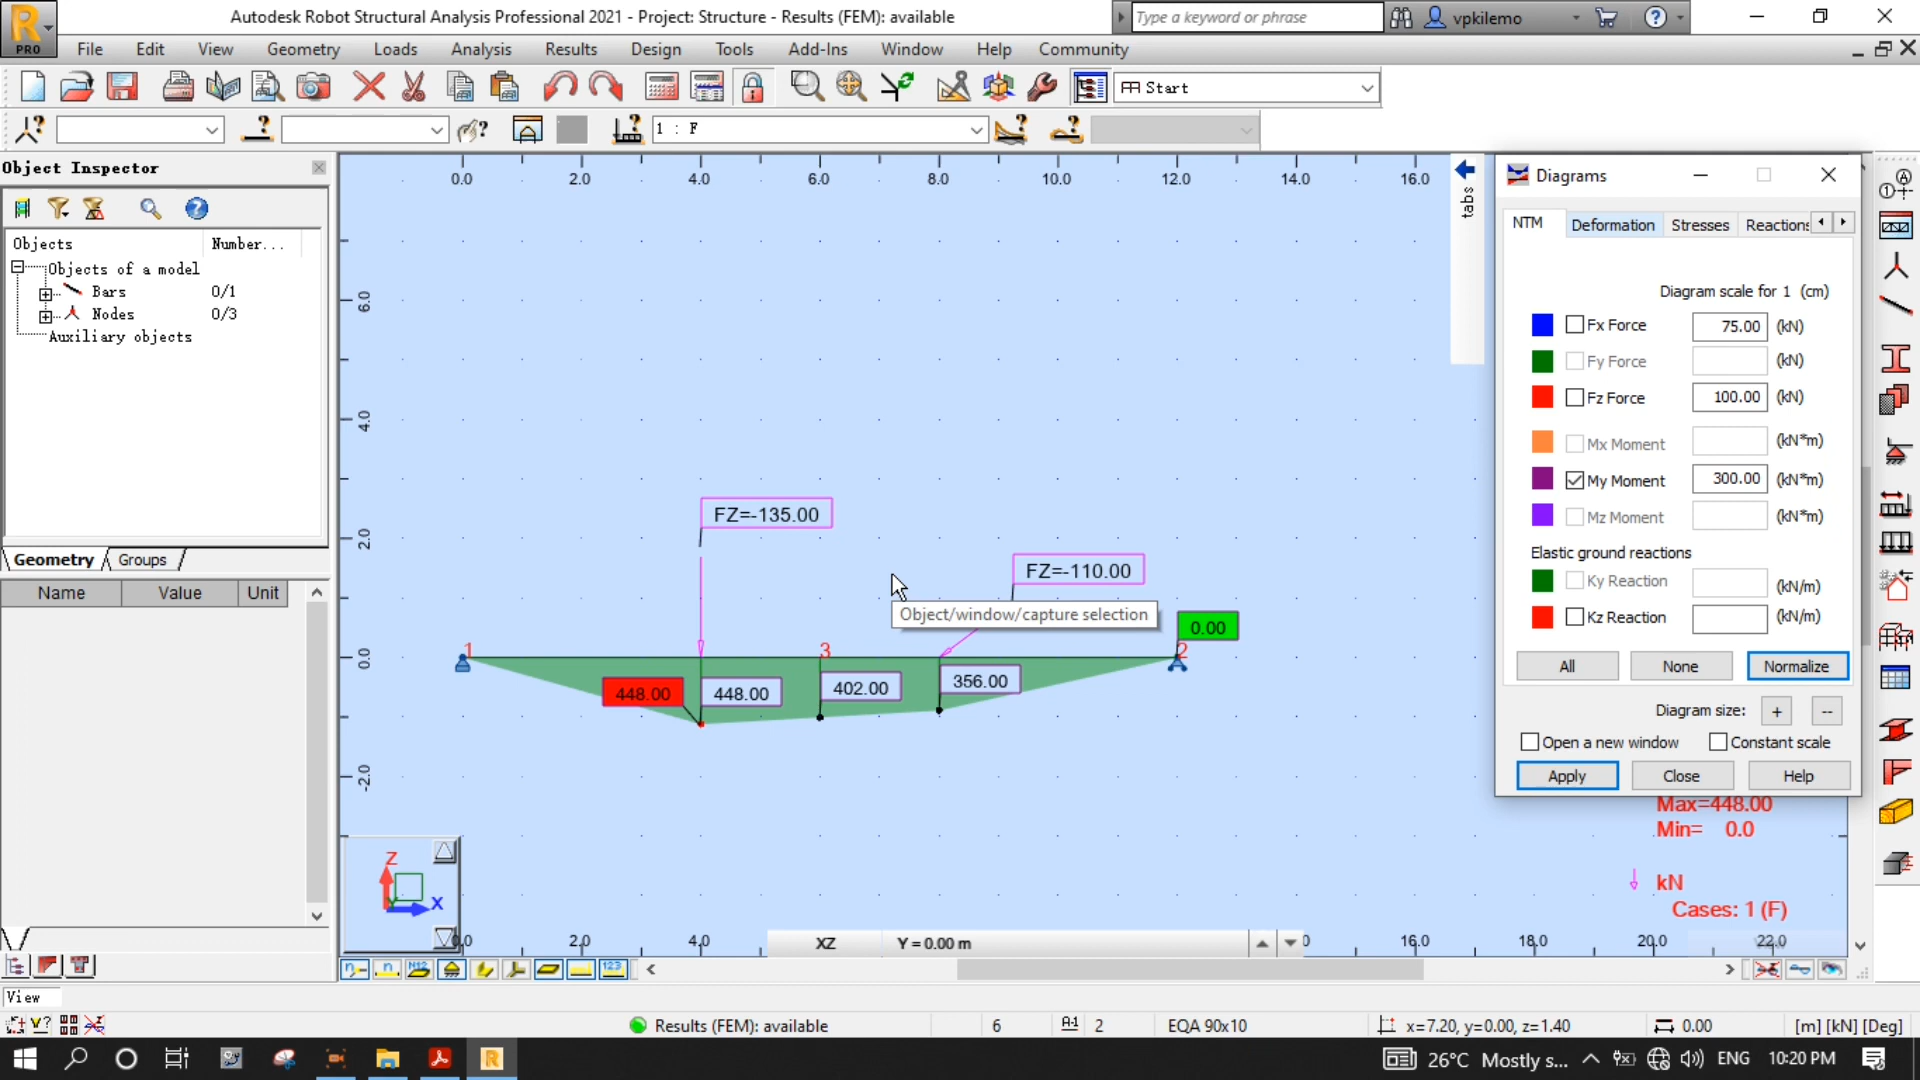 Autodesk Robot Structural Analysis Professional 2021 - Project: Structure - Results (FEM): available
Type a keyword or phrase
vpkilemo
PRO
File Edit View Geometry Loads Analysis Results Design Tools Add-Ins Window Help Community
Start
1 : F
Object Inspector
Objects Number...
Objects of a model
Bars 0/1
Nodes 0/3
Auxiliary objects
Geometry Groups
Name Value Unit
0.0 2.0 4.0 6.0 8.0 10.0 12.0 14.0 16.0
tabs
6.0
4.0
2.0
0.0
-2.0
FZ=-135.00
FZ=-110.00
Object/window/capture selection
0.00
1 3 2
448.00 448.00 402.00 356.00
Diagrams
NTM Deformation Stresses Reactions
Diagram scale for 1 (cm)
Fx Force 75.00 (kN)
Fy Force (kN)
Fz Force 100.00 (kN)
Mx Moment (kN*m)
My Moment 300.00 (kN*m)
Mz Moment (kN*m)
Elastic ground reactions
Ky Reaction (kN/m)
Kz Reaction (kN/m)
All None Normalize
Diagram size: + --
Open a new window Constant scale
Apply Close Help
Max=448.00
Min= 0.0
kN
Cases: 1 (F)
Z
X
0.0 2.0 4.0 XZ Y = 0.00 m 0 16.0 18.0 20.0 22.0
View
Results (FEM): available 6 2 EQA 90x10 x=7.20, y=0.00, z=1.40 0.00 [m] [kN] [Deg]
26°C Mostly s... ENG 10:20 PM